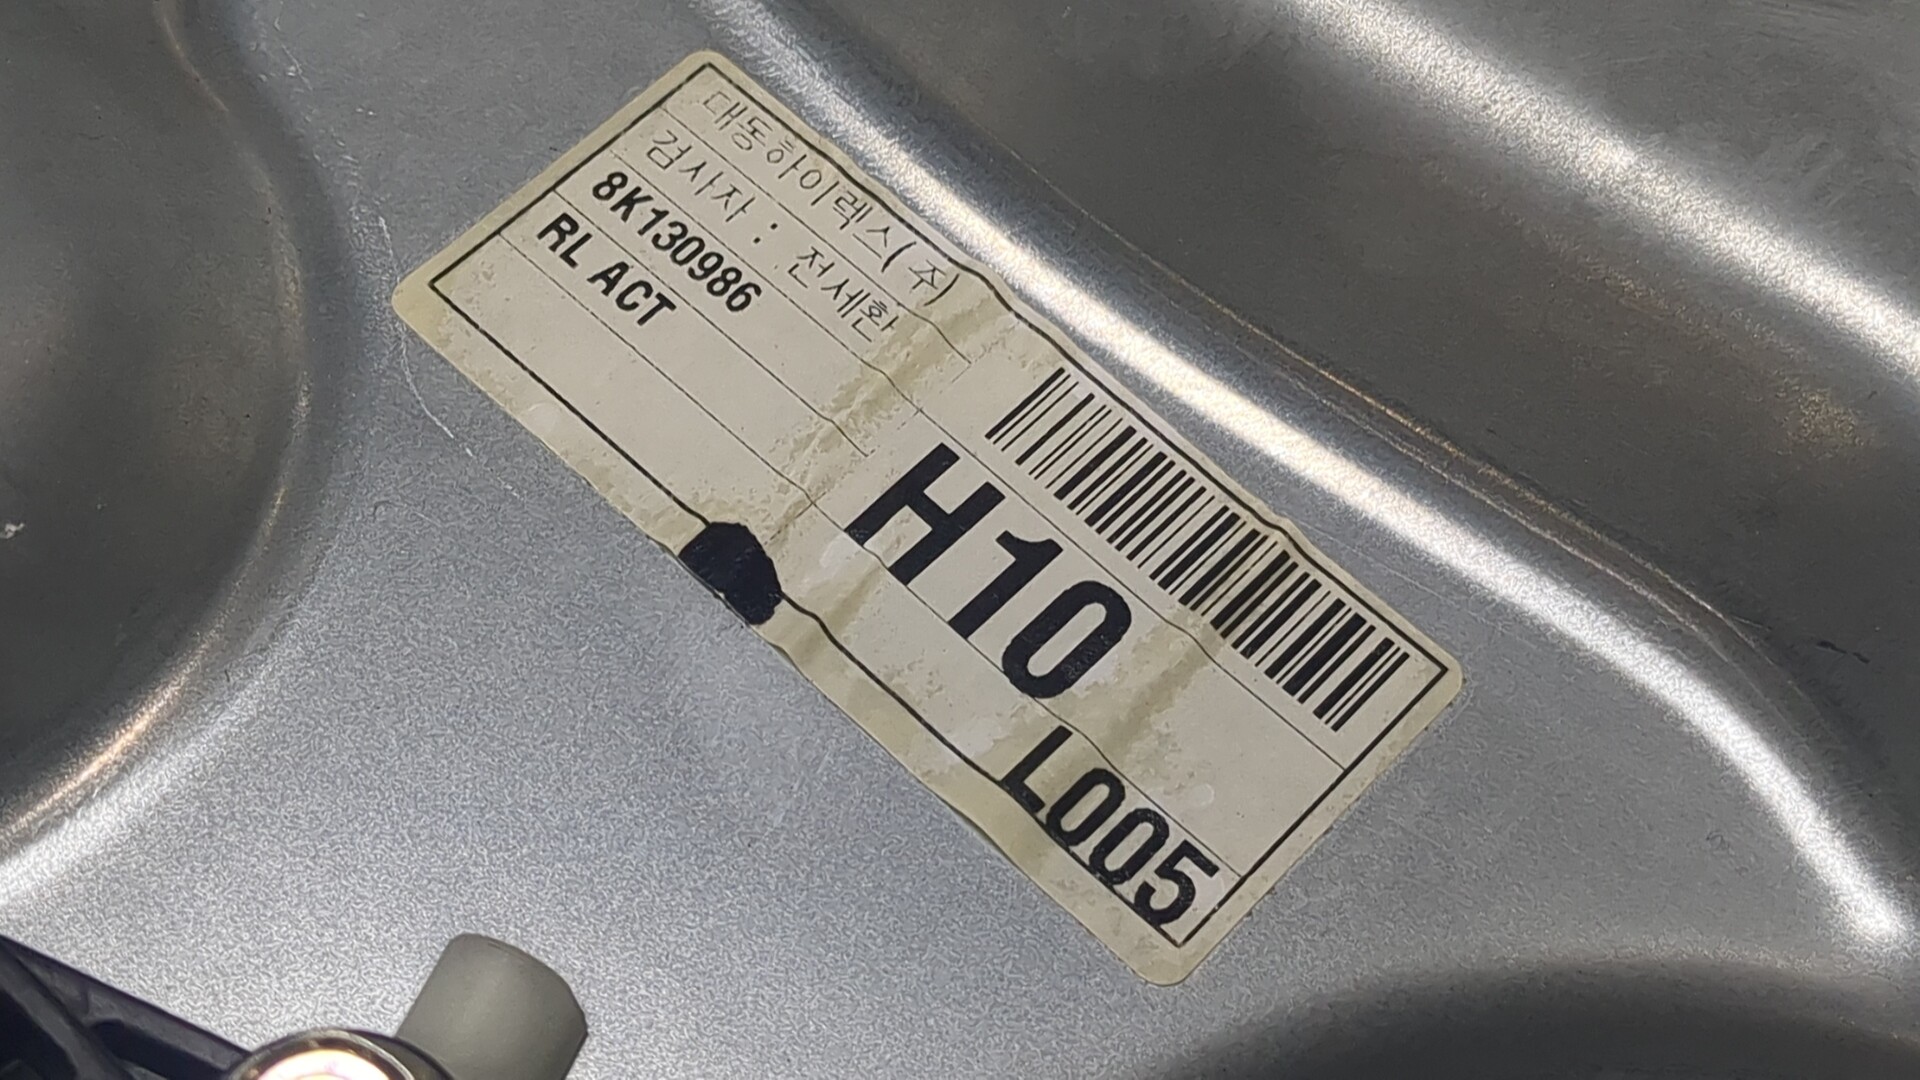 대동하이렉스(주)
검사자 : 전세환
8K130986
RL ACT
H10
L005